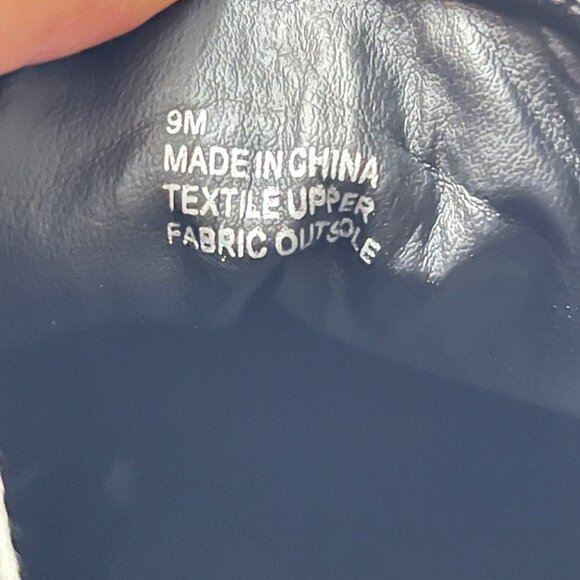 9M
MADE IN CHINA
TEXTILE UPPER
FABRIC OUTSOLE